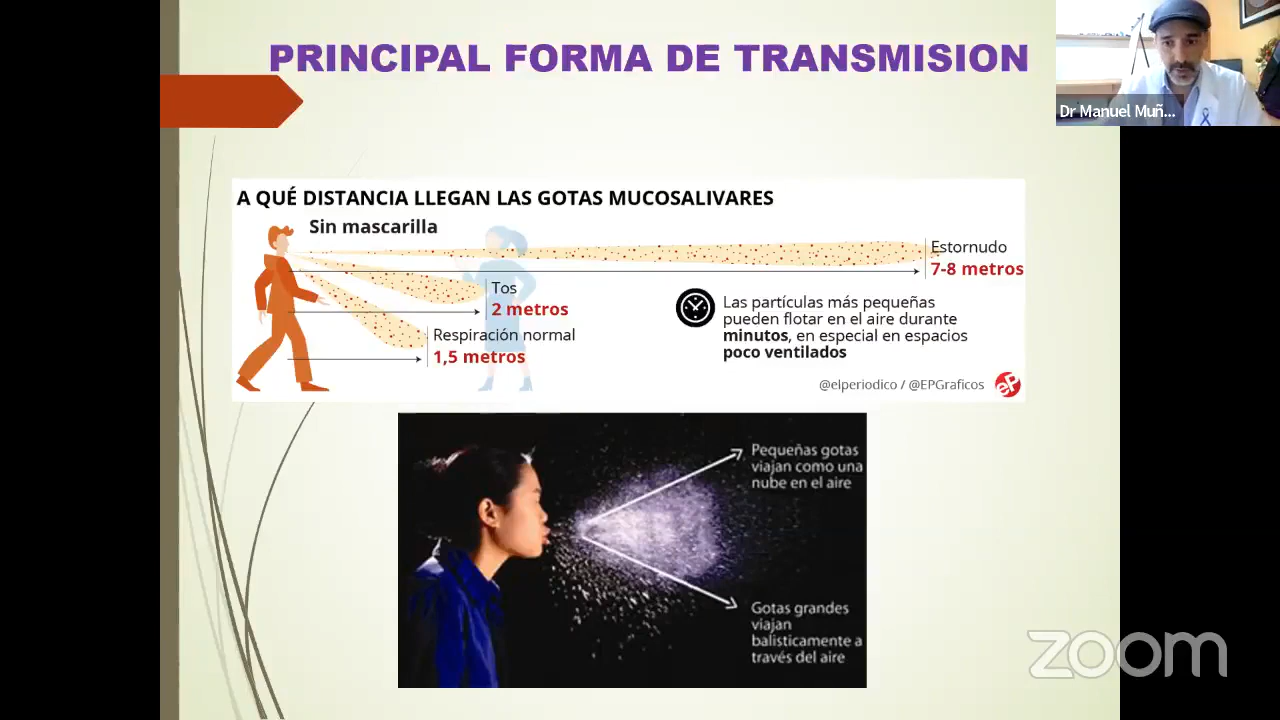 PRINCIPAL FORMA DE TRANSMISION
Dr Manuel Muñ...
A QUÉ DISTANCIA LLEGAN LAS GOTAS MUCOSALIVARES
Sin mascarilla
Estornudo
7-8 metros
Tos
2 metros
Respiración normal
1,5 metros
Las partículas más pequeñas
pueden flotar en el aire durante
minutos, en especial en espacios
poco ventilados
@elperiodico / @EPGraficos
eP
Pequeñas gotas
viajan como una
nube en el aire
Gotas grandes
viajan
balisticamente a
través del aire
zoom